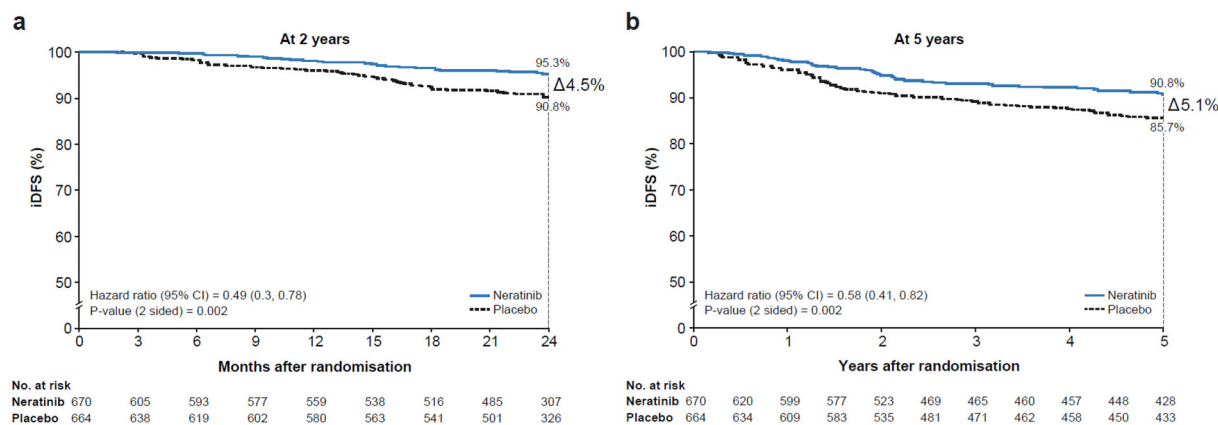 a
At 2 years
100
90
80
70
60
50
0
iDFS (%)
95.3%
Δ4.5%
90.8%
Hazard ratio (95% CI) = 0.49 (0.3, 0.78)
P-value (2 sided) = 0.002
Neratinib
Placebo
0 3 6 9 12 15 18 21 24
Months after randomisation
No. at risk
Neratinib 670 605 593 577 559 538 516 485 307
Placebo 664 638 619 602 580 563 541 501 326
b
At 5 years
100
90
80
70
60
50
0
iDFS (%)
90.8%
Δ5.1%
85.7%
Hazard ratio (95% CI) = 0.58 (0.41, 0.82)
P-value (2 sided) = 0.002
Neratinib
Placebo
0 1 2 3 4 5
Years after randomisation
No. at risk
Neratinib 670 620 599 577 523 469 465 460 457 448 428
Placebo 664 634 609 583 535 481 471 462 458 450 433